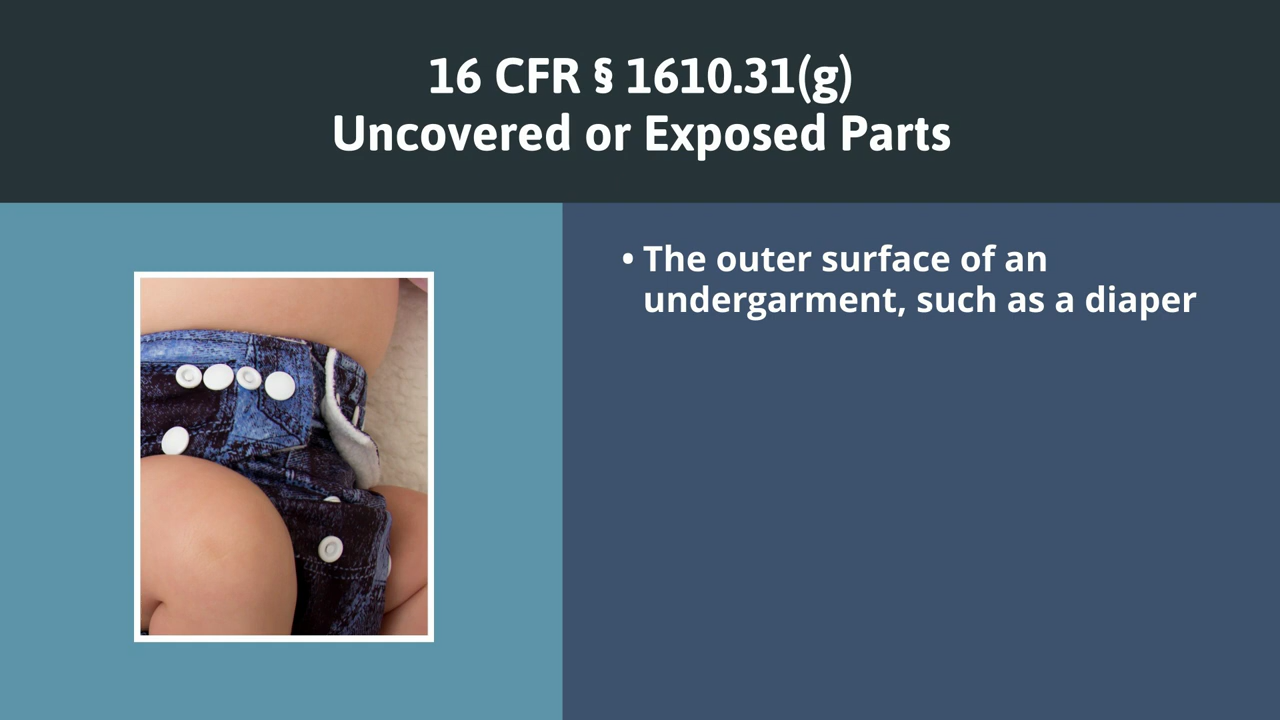 16 CFR § 1610.31(g)
Uncovered or Exposed Parts
• The outer surface of an
undergarment, such as a diaper